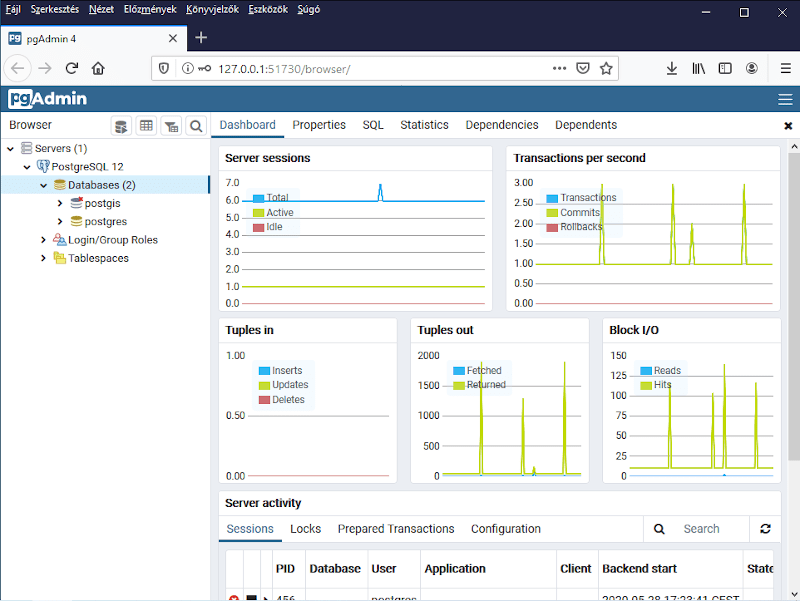 Fájl Szerkesztés Nézet Előzmények Könyvjelzők Eszközök Súgó
pgAdmin 4
127.0.0.1:51730/browser/
pgAdmin
Browser
Dashboard Properties SQL Statistics Dependencies Dependents
Servers (1)
PostgreSQL 12
Databases (2)
postgis
postgres
Login/Group Roles
Tablespaces
Server sessions
7.0
6.0
5.0
4.0
3.0
2.0
1.0
0.0
Total
Active
Idle
Transactions per second
3.00
2.50
2.00
1.50
1.00
0.50
0.00
Transactions
Commits
Rollbacks
Tuples in
1.00
0.50
0.00
Inserts
Updates
Deletes
Tuples out
2000
1500
1000
500
0
Fetched
Returned
Block I/O
150
125
100
75
50
25
0
Reads
Hits
Server activity
Sessions Locks Prepared Transactions Configuration Search
PID Database User Application Client Backend start State
456 postgres 2020-05-28 17:23:41 CEST